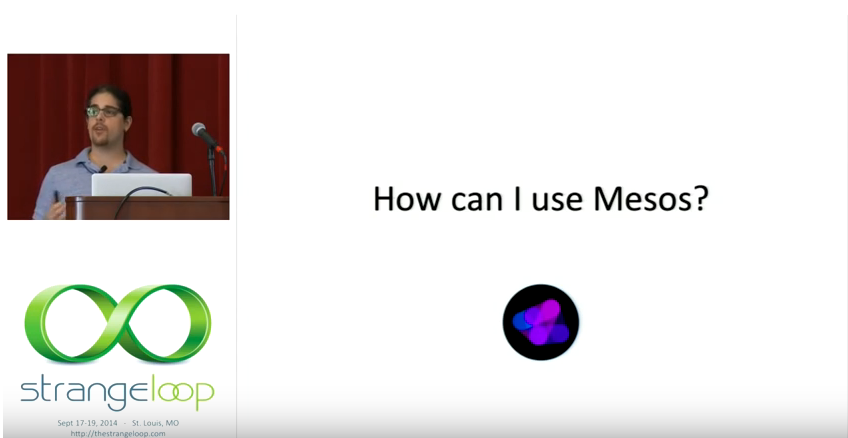 How can I use Mesos?
strangeloop
Sept 17-19, 2014 - St. Louis, MO
http://thestrangeloop.com